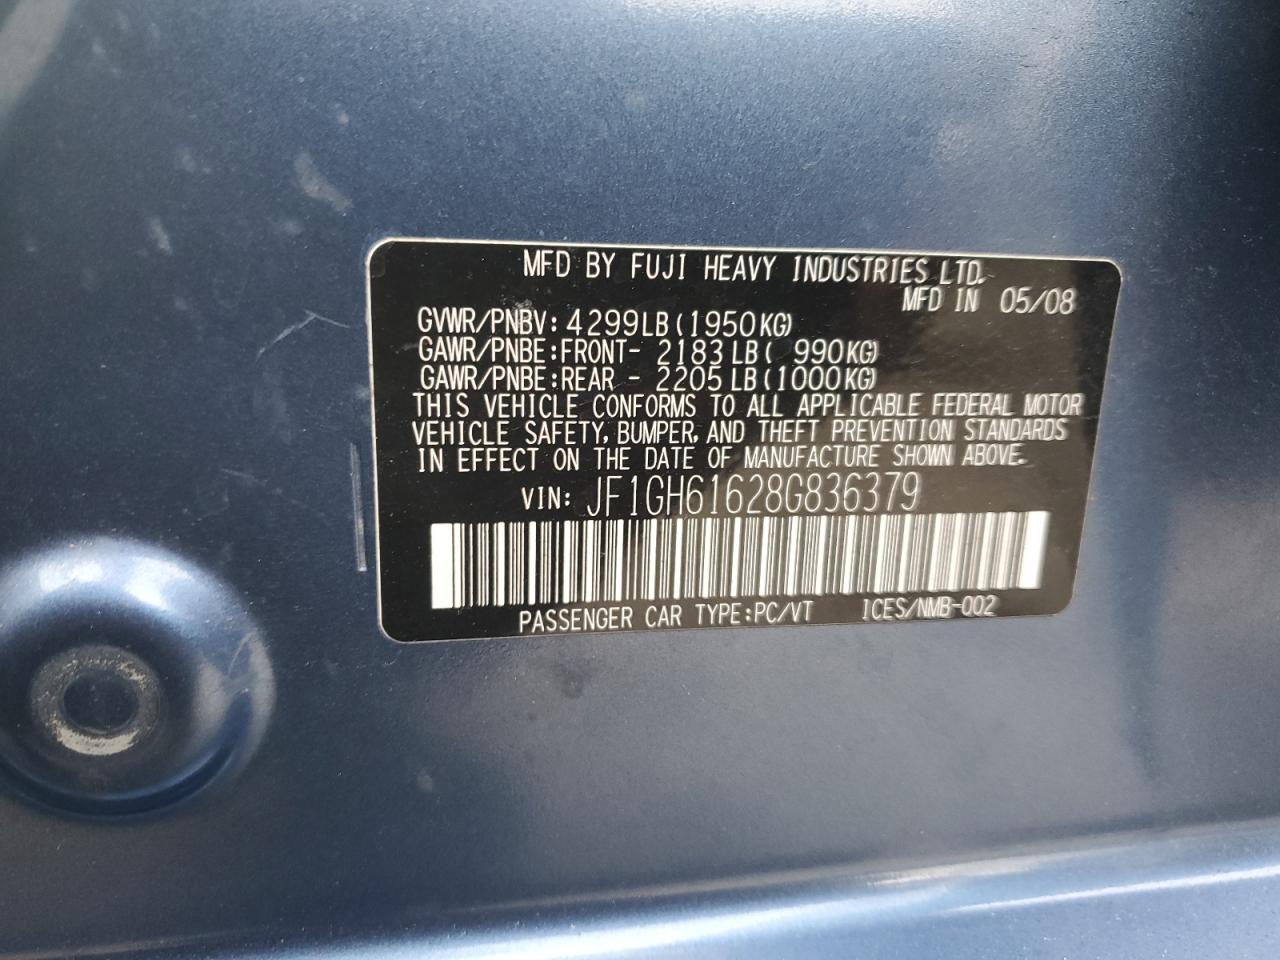 MFD BY FUJI HEAVY INDUSTRIES LTD.
MFD IN 05/08
GVWR/PNBV: 4299LB(1950KG)
GAWR/PNBE:FRONT- 2183LB( 990KG)
GAWR/PNBE:REAR - 2205LB(1000KG)
THIS VEHICLE CONFORMS TO ALL APPLICABLE FEDERAL MOTOR
VEHICLE SAFETY, BUMPER, AND THEFT PREVENTION STANDARDS
IN EFFECT ON THE DATE OF MANUFACTURE SHOWN ABOVE.
VIN: JF1GH61628G836379
PASSENGER CAR TYPE:PC/VT ICES/NMB-002